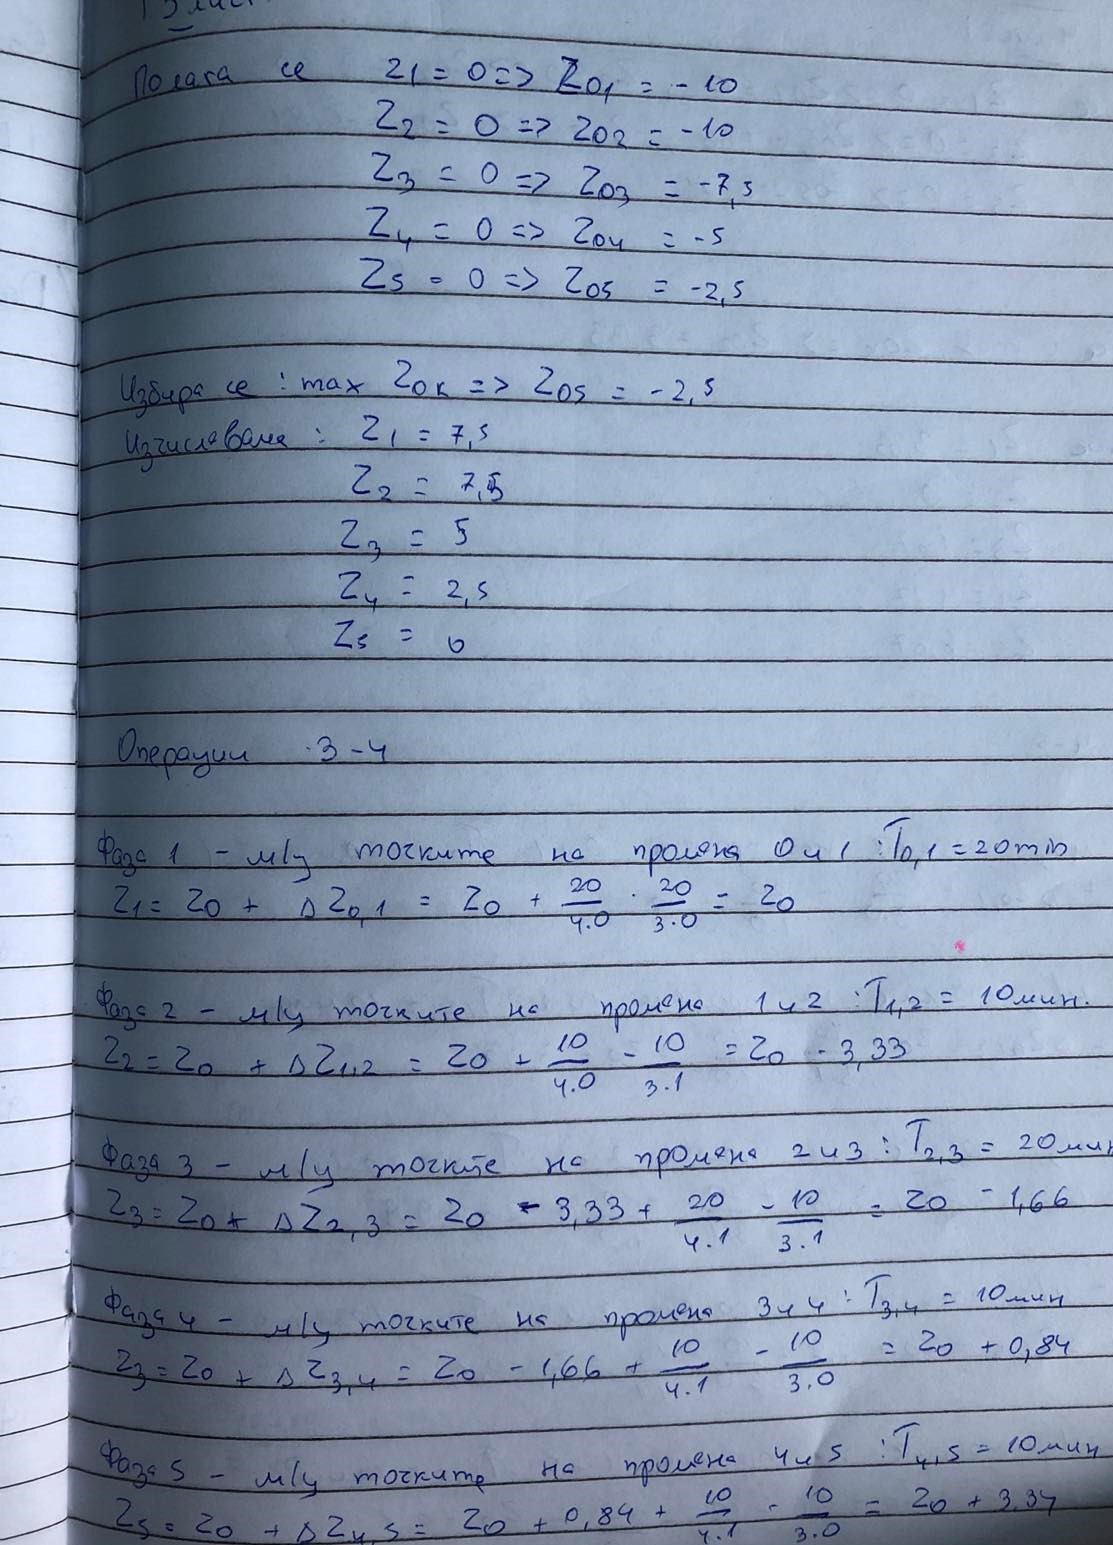 Полага се z1 = 0 => Z01 = -10
Z2 = 0 => Z02 = -10
Z3 = 0 => Z03 = -7,5
Z4 = 0 => Z04 = -5
Z5 = 0 => Z05 = -2,5
Избира се : max Z0k => Z05 = -2,5
Изчисляваме : Z1 = 7,5
Z2 = 7,5
Z3 = 5
Z4 = 2,5
Z5 = 0
Операции 3-4
Фаза 1 - м/у точките на промяна 0 и 1 : T0,1 = 20 min
Z1 = Z0 + ΔZ0,1 = Z0 + 20/4.0 · 20/3.0 = Z0
Фаза 2 - м/у точките на промяна 1 и 2 : T1,2 = 10 мин.
Z2 = Z0 + ΔZ1,2 = Z0 + 10/4.0 - 10/3.1 = Z0 - 3,33
Фаза 3 - м/у точките на промяна 2 и 3 : T2,3 = 20 мин
Z3 = Z0 + ΔZ2,3 = Z0 - 3,33 + 20/4.1 - 10/3.1 = Z0 - 1,66
Фаза 4 - м/у точките на промяна 3 и 4 : T3,4 = 10 мин
Z3 = Z0 + ΔZ3,4 = Z0 - 1,66 + 10/4.1 - 10/3.0 = Z0 + 0,84
Фаза 5 - м/у точките на промяна 4 и 5 : T4,5 = 10 мин
Z5 = Z0 + ΔZ4,5 = Z0 + 0,84 + 10/4.1 - 10/3.0 = Z0 + 3,34